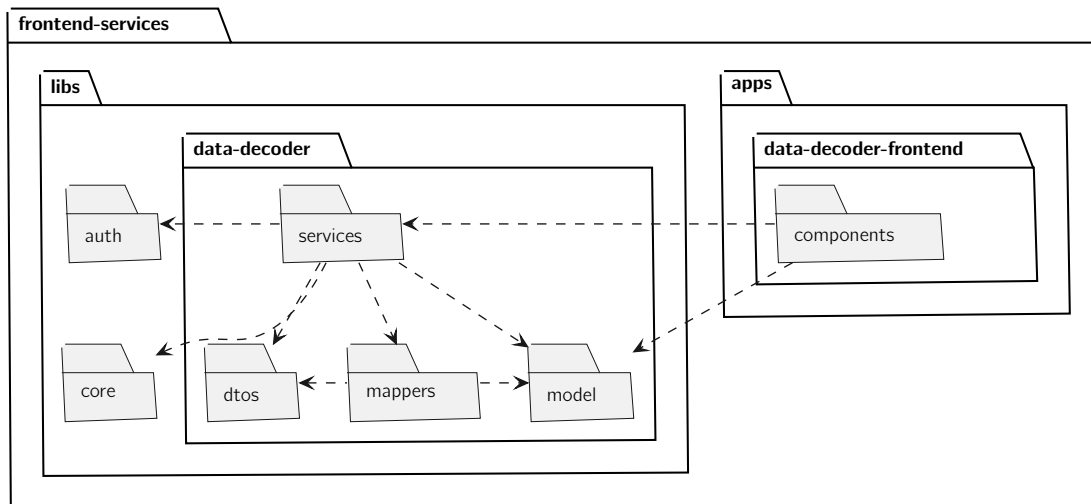 frontend-services
libs
apps
data-decoder
data-decoder-frontend
auth
services
components
core
dtos
mappers
model